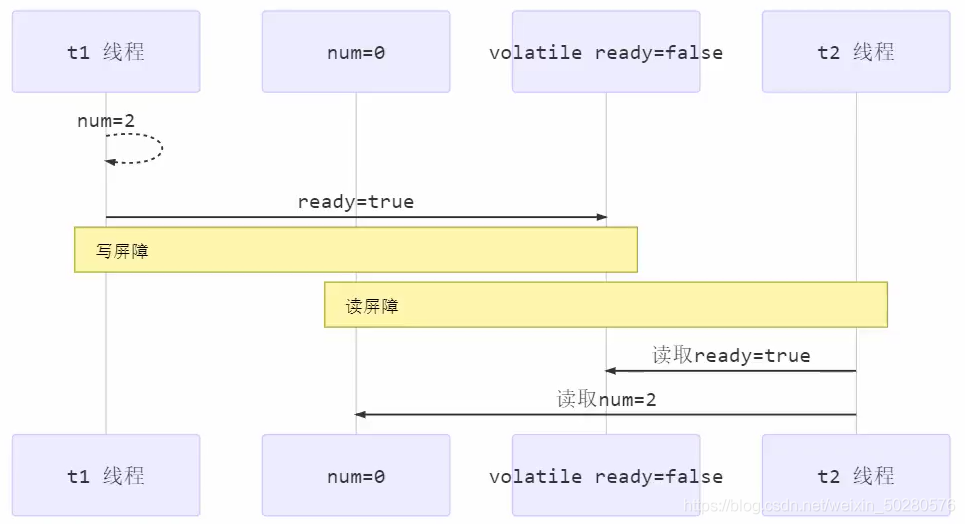 t1 线程
num=0
volatile ready=false
t2 线程
num=2
ready=true
写屏障
读屏障
读取ready=true
读取num=2
t1 线程
num=0
volatile ready=false
t2 线程
https://blog.csdn.net/weixin_50280576